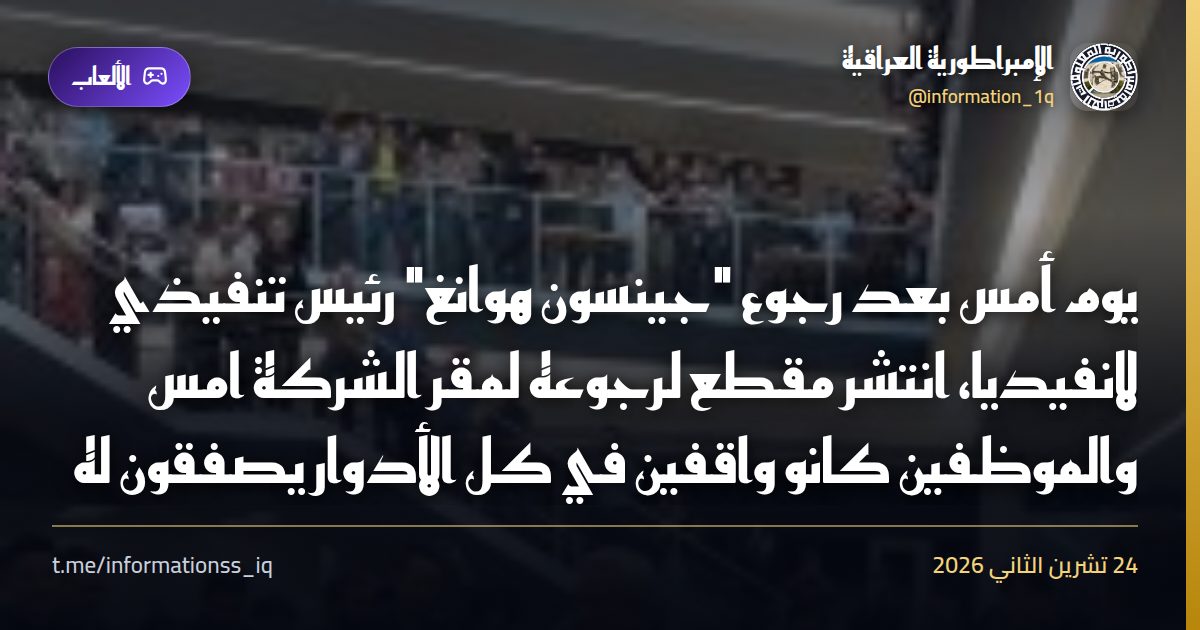 الإمبراطورية العراقية
@information_1q
الألعاب
يوم أمس بعد رجوع "جينسون هوانغ" رئيس تنفيذي
لانفيديا، انتشر مقطع لرجوعة لمقر الشركة امس
والموظفين كانو واقفين في كل الأدوار يصفقون لة
24 تشرين الثاني 2026
t.me/informationss_iq